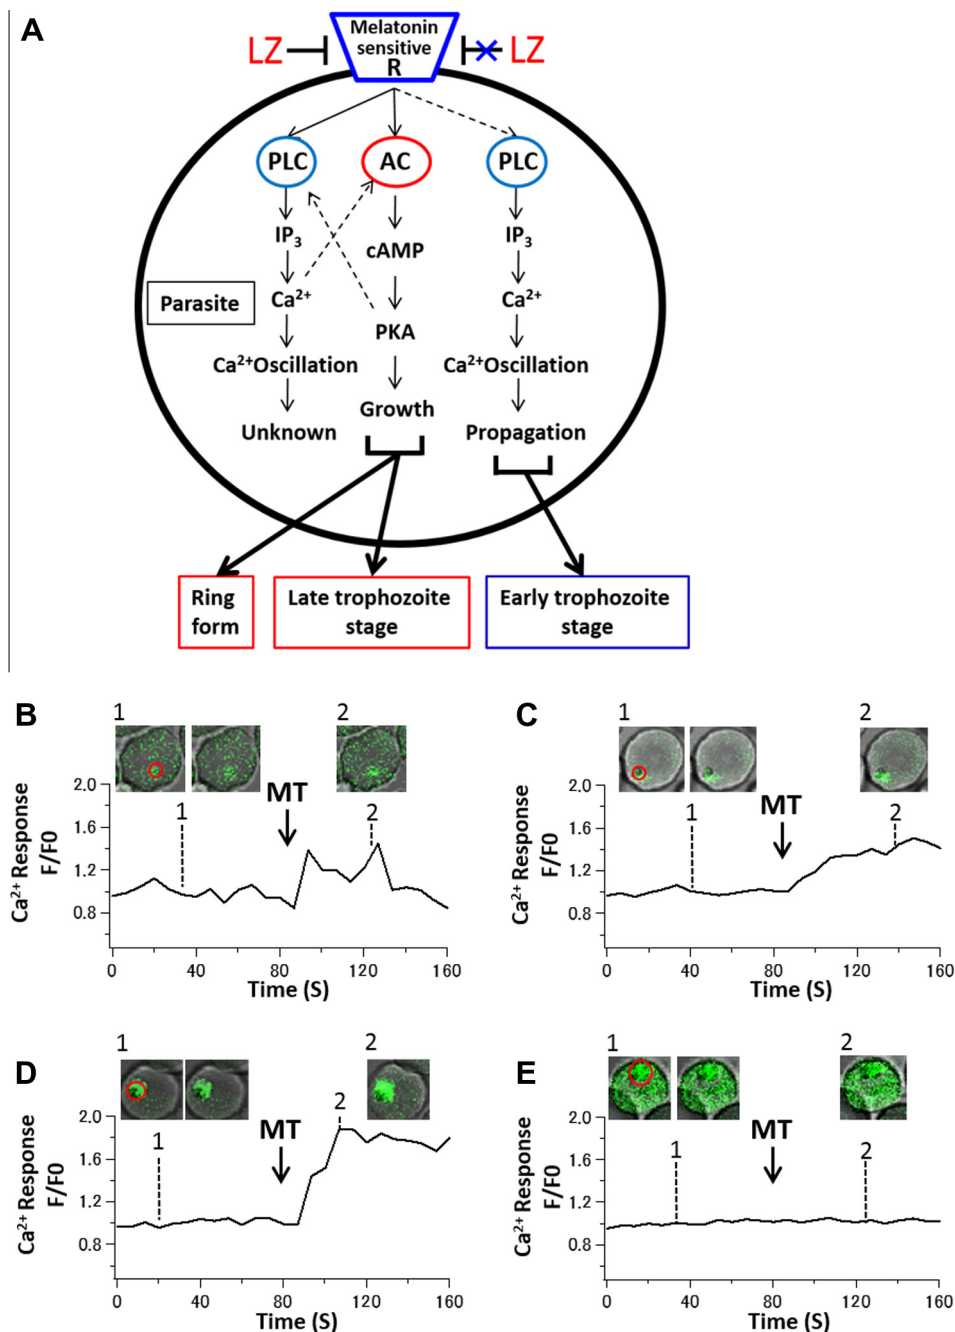 A
LZ
Melatonin
sensitive
R
LZ
PLC
AC
PLC
IP₃
cAMP
IP₃
Parasite
Ca²⁺
PKA
Ca²⁺
Ca²⁺Oscillation
Ca²⁺Oscillation
Growth
Unknown
Propagation
Ring
form
Late trophozoite
stage
Early trophozoite
stage
B
1
2
MT
1
2
Ca²⁺ Response
F/F0
2.0
1.6
1.2
0.8
0
40
80
120
160
Time (S)
C
1
2
MT
1
2
Ca²⁺ Response
F/F0
2.0
1.6
1.2
0.8
0
40
80
120
160
Time (S)
D
1
2
MT
1
2
Ca²⁺ Response
F/F0
2.0
1.6
1.2
0.8
0
40
80
120
160
Time (S)
E
1
2
MT
1
2
Ca²⁺ Response
F/F0
2.0
1.6
1.2
0.8
0
40
80
120
160
Time (S)